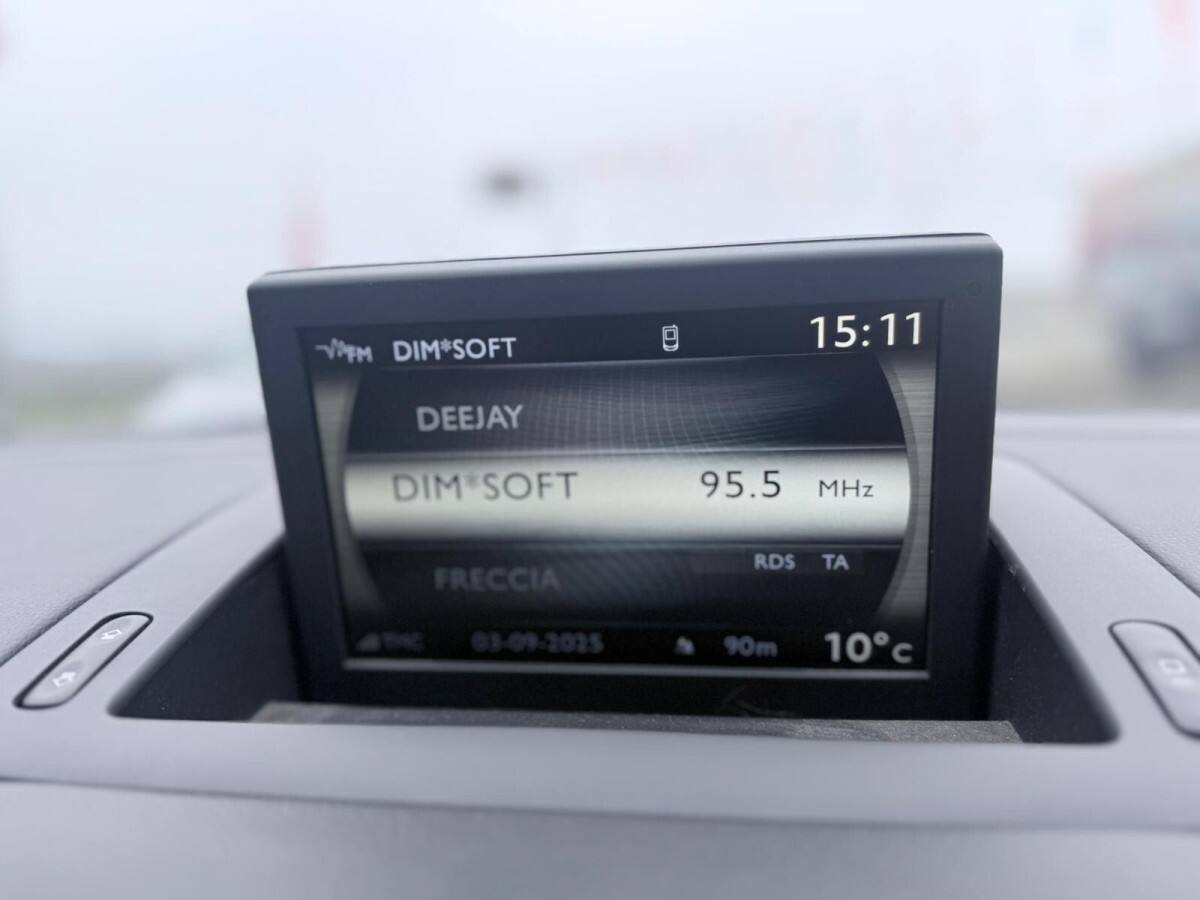 FM DIM*SOFT 15:11
DEEJAY
DIM*SOFT 95.5 MHz
RDS TA
FRECCIA
TMC 03-09-2025 90m 10°C